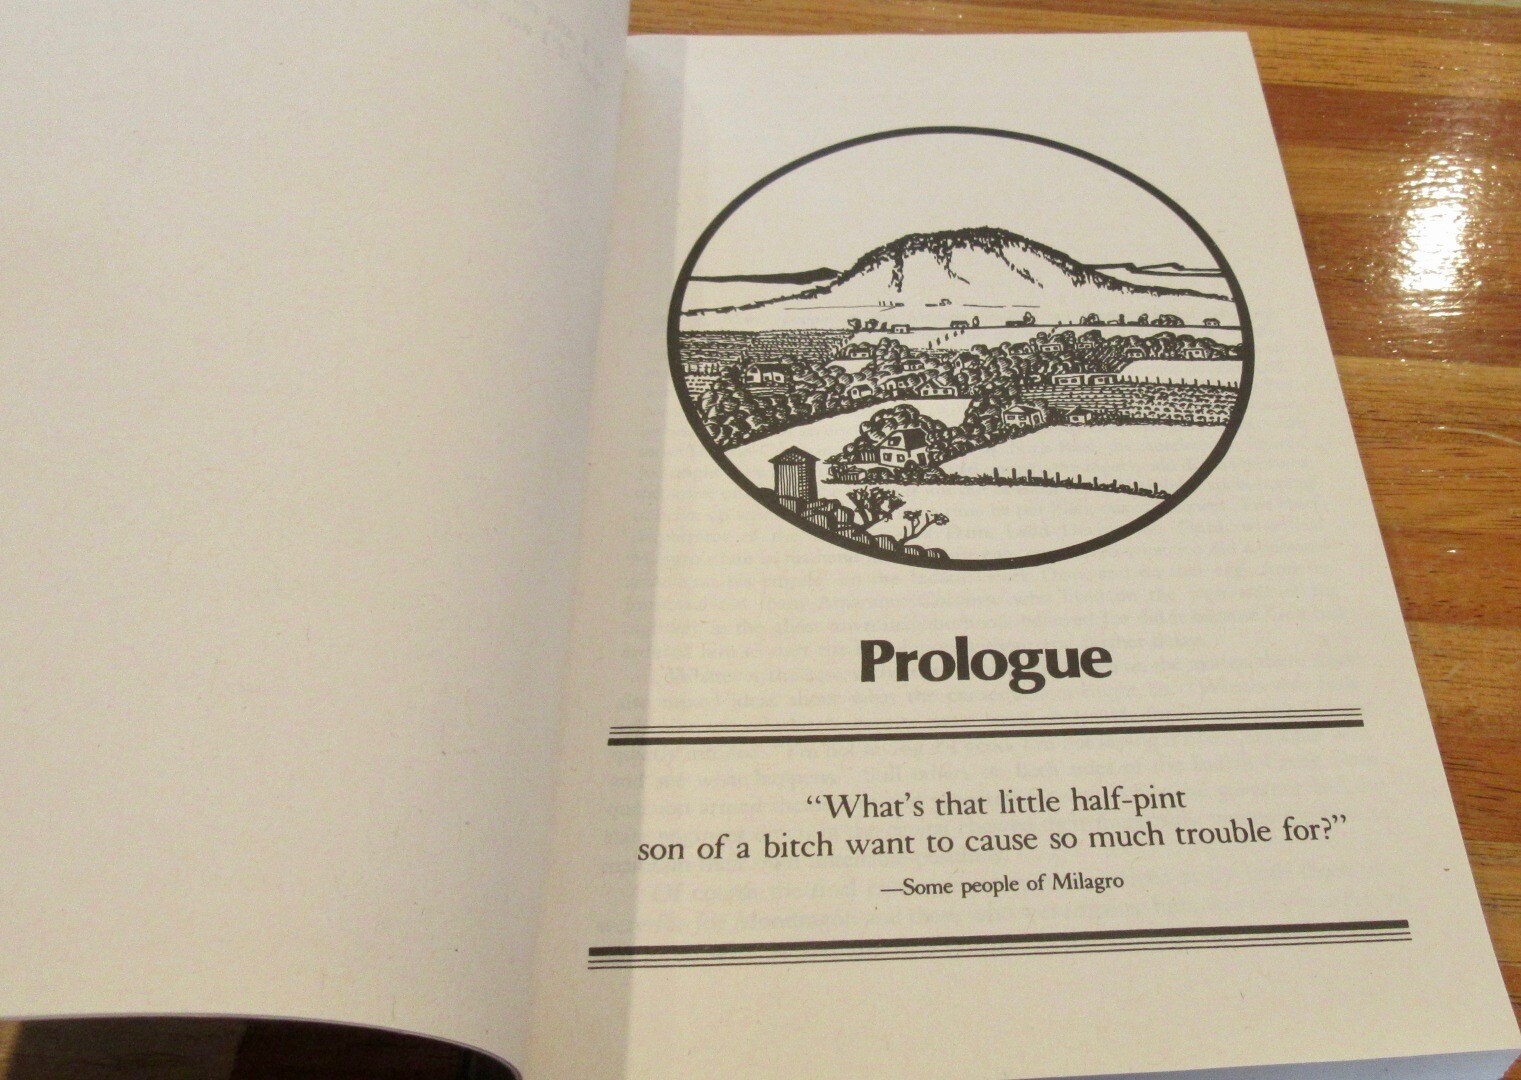 Prologue
“What’s that little half-pint
son of a bitch want to cause so much trouble for?”
—Some people of Milagro